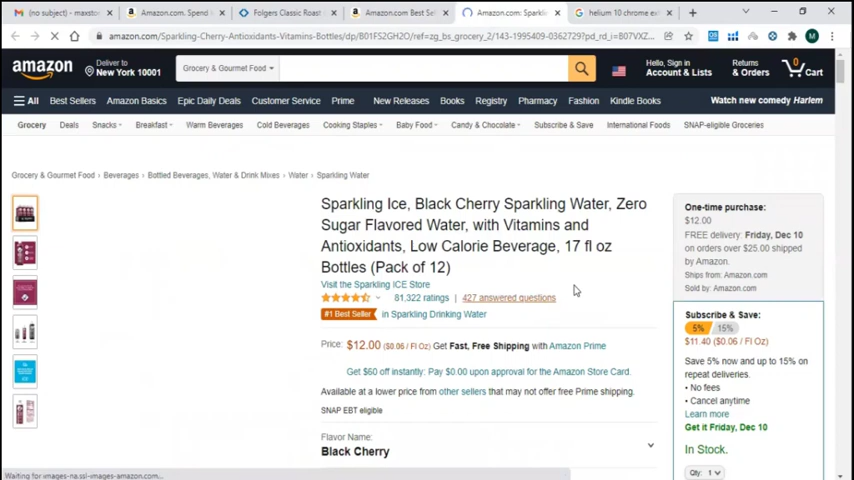 (no subject) - maxstor
Amazon.com. Spend l
Folgers Classic Roast
Amazon.com Best Sel
Amazon.com: Sparkli
helium 10 chrome ex
amazon.com/Sparkling-Cherry-Antioxidants-Vitamins-Bottles/dp/B01FS2GH2O/ref=zg_bs_grocery_2/143-1995409-0362729?pd_rd_i=B07VXZ...
amazon
Deliver to
New York 10001
Grocery & Gourmet Food
Hello, Sign in
Account & Lists
Returns
& Orders
0
Cart
All
Best Sellers
Amazon Basics
Epic Daily Deals
Customer Service
Prime
New Releases
Books
Registry
Pharmacy
Fashion
Kindle Books
Watch new comedy Harlem
Grocery
Deals
Snacks
Breakfast
Warm Beverages
Cold Beverages
Cooking Staples
Baby Food
Candy & Chocolate
Subscribe & Save
International Foods
SNAP-eligible Groceries
Grocery & Gourmet Food › Beverages › Bottled Beverages, Water & Drink Mixes › Water › Sparkling Water
Sparkling Ice, Black Cherry Sparkling Water, Zero
Sugar Flavored Water, with Vitamins and
Antioxidants, Low Calorie Beverage, 17 fl oz
Bottles (Pack of 12)
Visit the Sparkling ICE Store
81,322 ratings | 427 answered questions
#1 Best Seller in Sparkling Drinking Water
Price: $12.00 ($0.06 / Fl Oz) Get Fast, Free Shipping with Amazon Prime
Get $60 off instantly: Pay $0.00 upon approval for the Amazon Store Card.
Available at a lower price from other sellers that may not offer free Prime shipping.
SNAP EBT eligible
Flavor Name:
Black Cherry
One-time purchase:
$12.00
FREE delivery: Friday, Dec 10
on orders over $25.00 shipped
by Amazon.
Ships from: Amazon.com
Sold by: Amazon.com
Subscribe & Save:
5% 15%
$11.40 ($0.06 / Fl Oz)
Save 5% now and up to 15% on
repeat deliveries.
• No fees
• Cancel anytime
Learn more
Get it Friday, Dec 10
In Stock.
Qty: 1
Waiting for images-na.ssl-images-amazon.com...